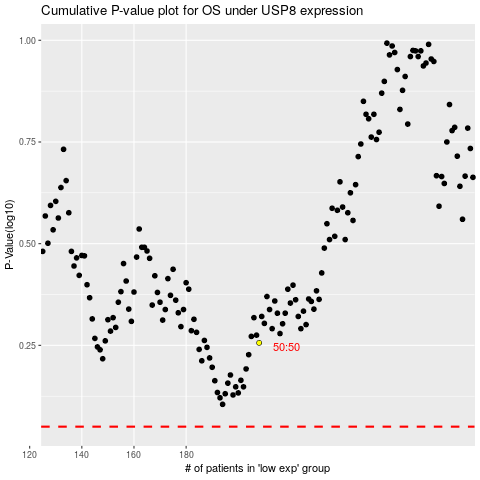 Cumulative P-value plot for OS under USP8 expression
P-Value(log10)
1.00
0.75
0.50
0.25
50:50
120 140 160 180
# of patients in 'low exp' group